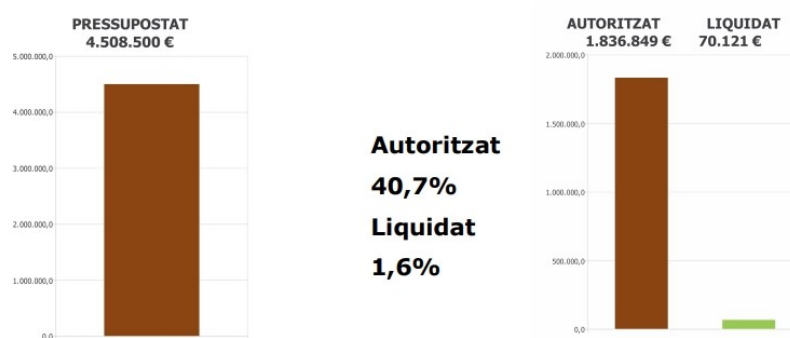 PRESSUPOSTAT
4.508.500 €
5.000.000,0
4.000.000,0
3.000.000,0
2.000.000,0
1.000.000,0
0,0
Autoritzat
40,7%
Liquidat
1,6%
AUTORITZAT LIQUIDAT
1.836.849 € 70.121 €
2.000.000,0
1.500.000,0
1.000.000,0
500.000,0
0,0